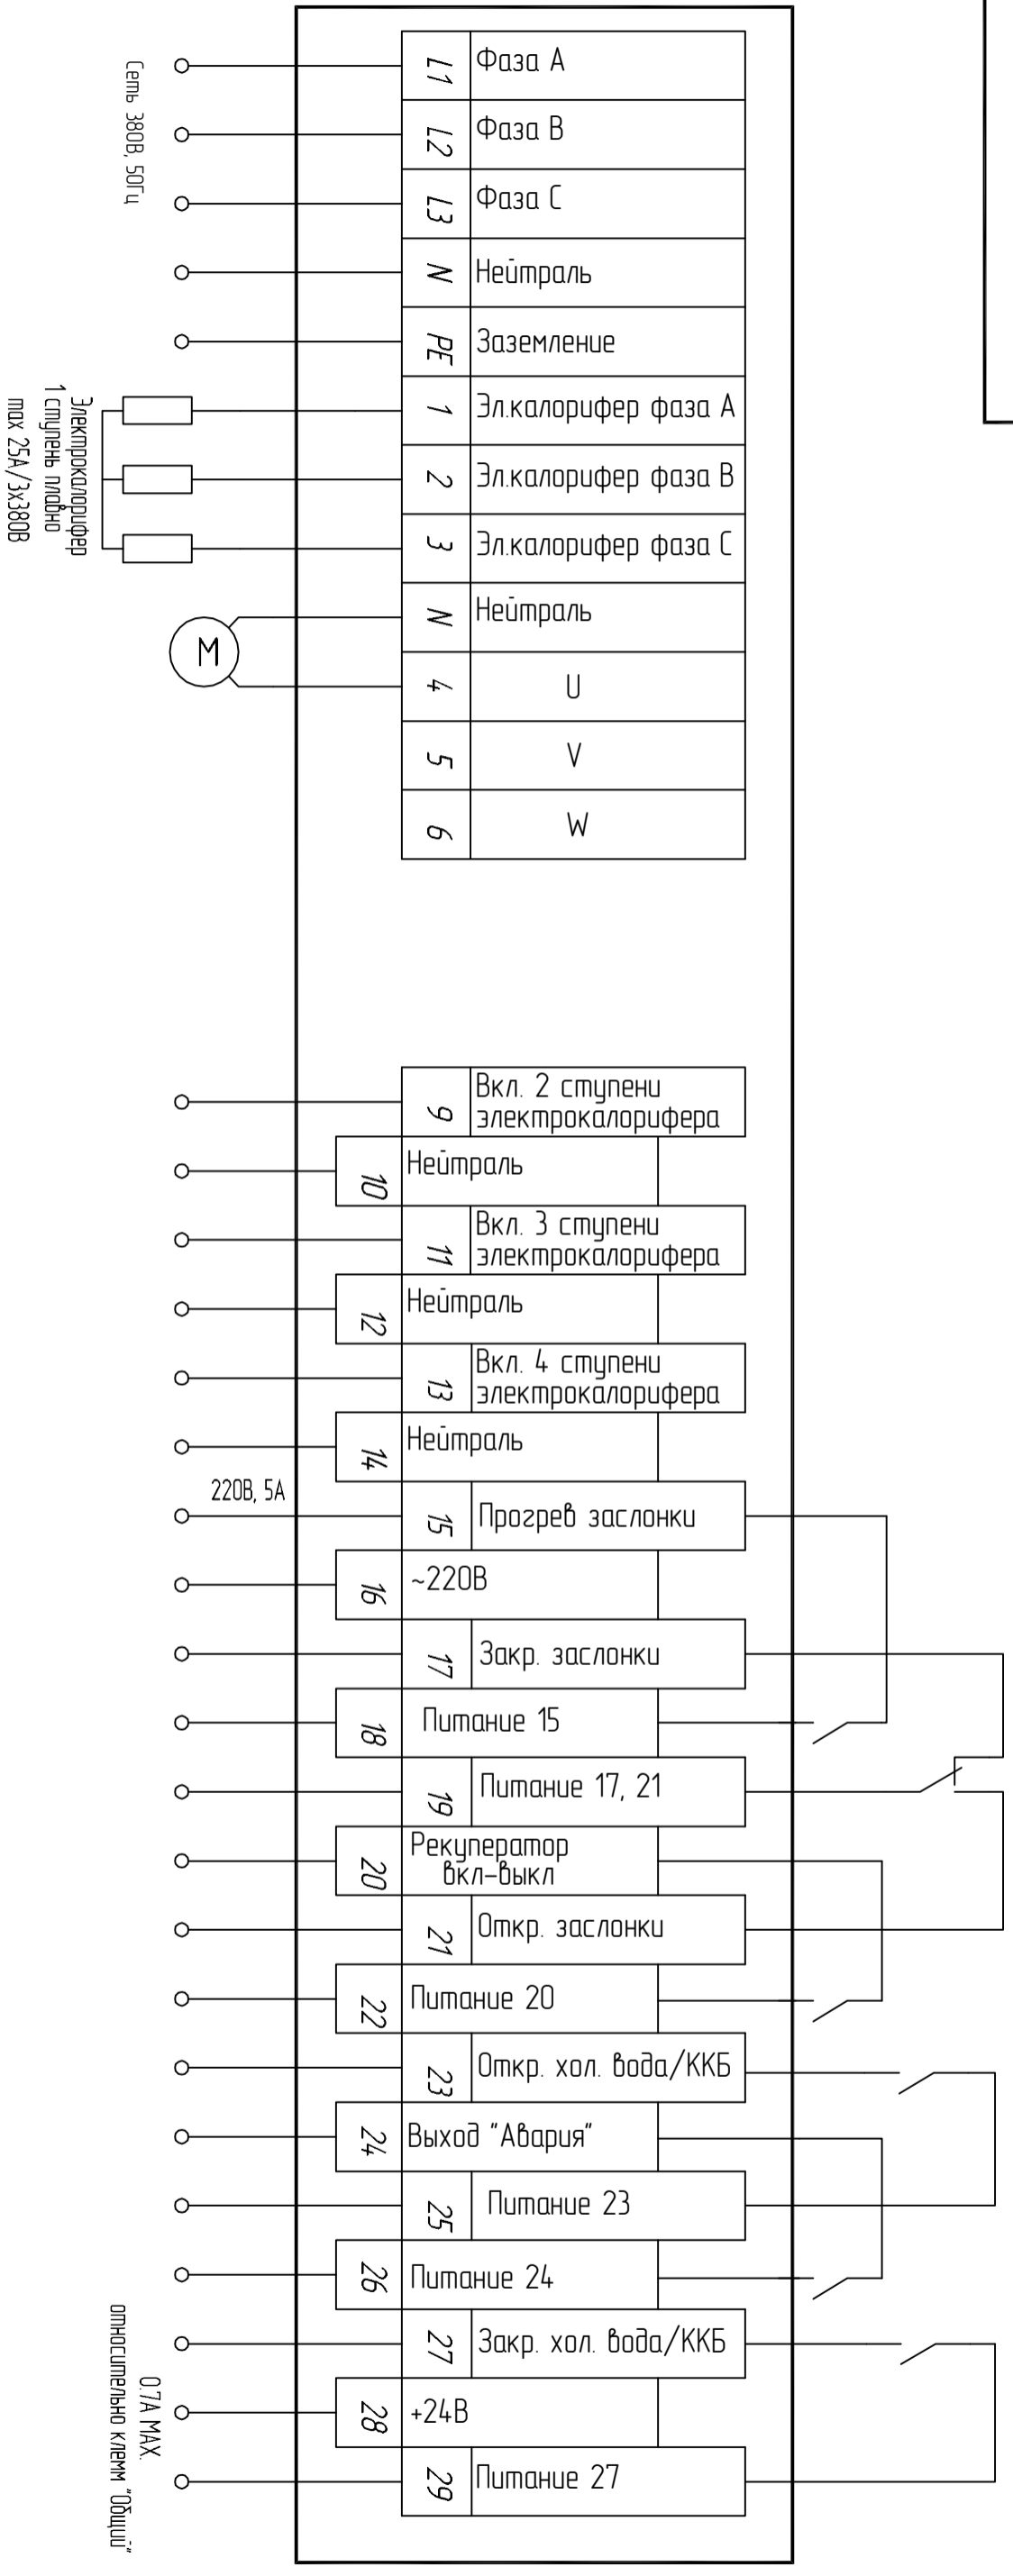 Сеть 380В, 50Гц
L1 Фаза А
L2 Фаза В
L3 Фаза С
N Нейтраль
PE Заземление
1 Эл.калорифер фаза А
2 Эл.калорифер фаза В
3 Эл.калорифер фаза С
Электрокалорифер
1 ступень плавно
max 25А/3х380В
N Нейтраль
M
4 U
5 V
6 W
9 Вкл. 2 ступени
электрокалорифера
10 Нейтраль
11 Вкл. 3 ступени
электрокалорифера
12 Нейтраль
13 Вкл. 4 ступени
электрокалорифера
14 Нейтраль
220В, 5А
15 Прогрев заслонки
16 ~220В
17 Закр. заслонки
18 Питание 15
19 Питание 17, 21
20 Рекуператор
вкл-выкл
21 Откр. заслонки
22 Питание 20
23 Откр. хол. вода/ККБ
24 Выход "Авария"
25 Питание 23
26 Питание 24
27 Закр. хол. вода/ККБ
28 +24В
29 Питание 27
0.7А МАХ.
относительно клемм "Общий"